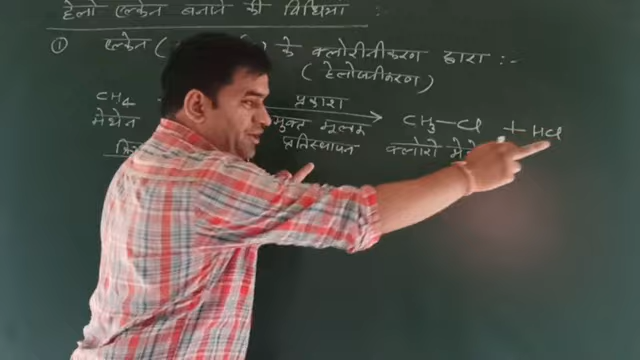 हेलो एल्केन बनाने की विधियाँ :-
① एल्केन ( ) के क्लोरीनीकरण द्वारा :-
( हेलोजनीकरण )
CH₄ प्रकाश CH₃—Cl + HCl
मेथेन मुक्त मूलक
प्रतिस्थापन क्लोरो